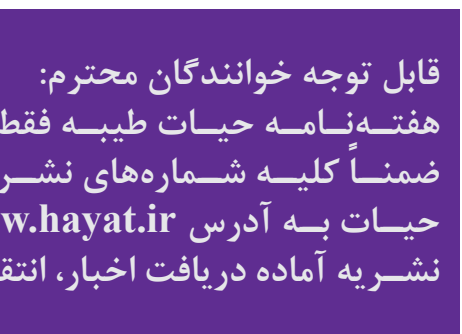 قابل توجه خوانندگان محترم:
هفته‌نامه حیات طیبه فقط
ضمناً کلیه شماره‌های نشر
حیات به آدرس w.hayat.ir
نشریه آماده دریافت اخبار، انتق